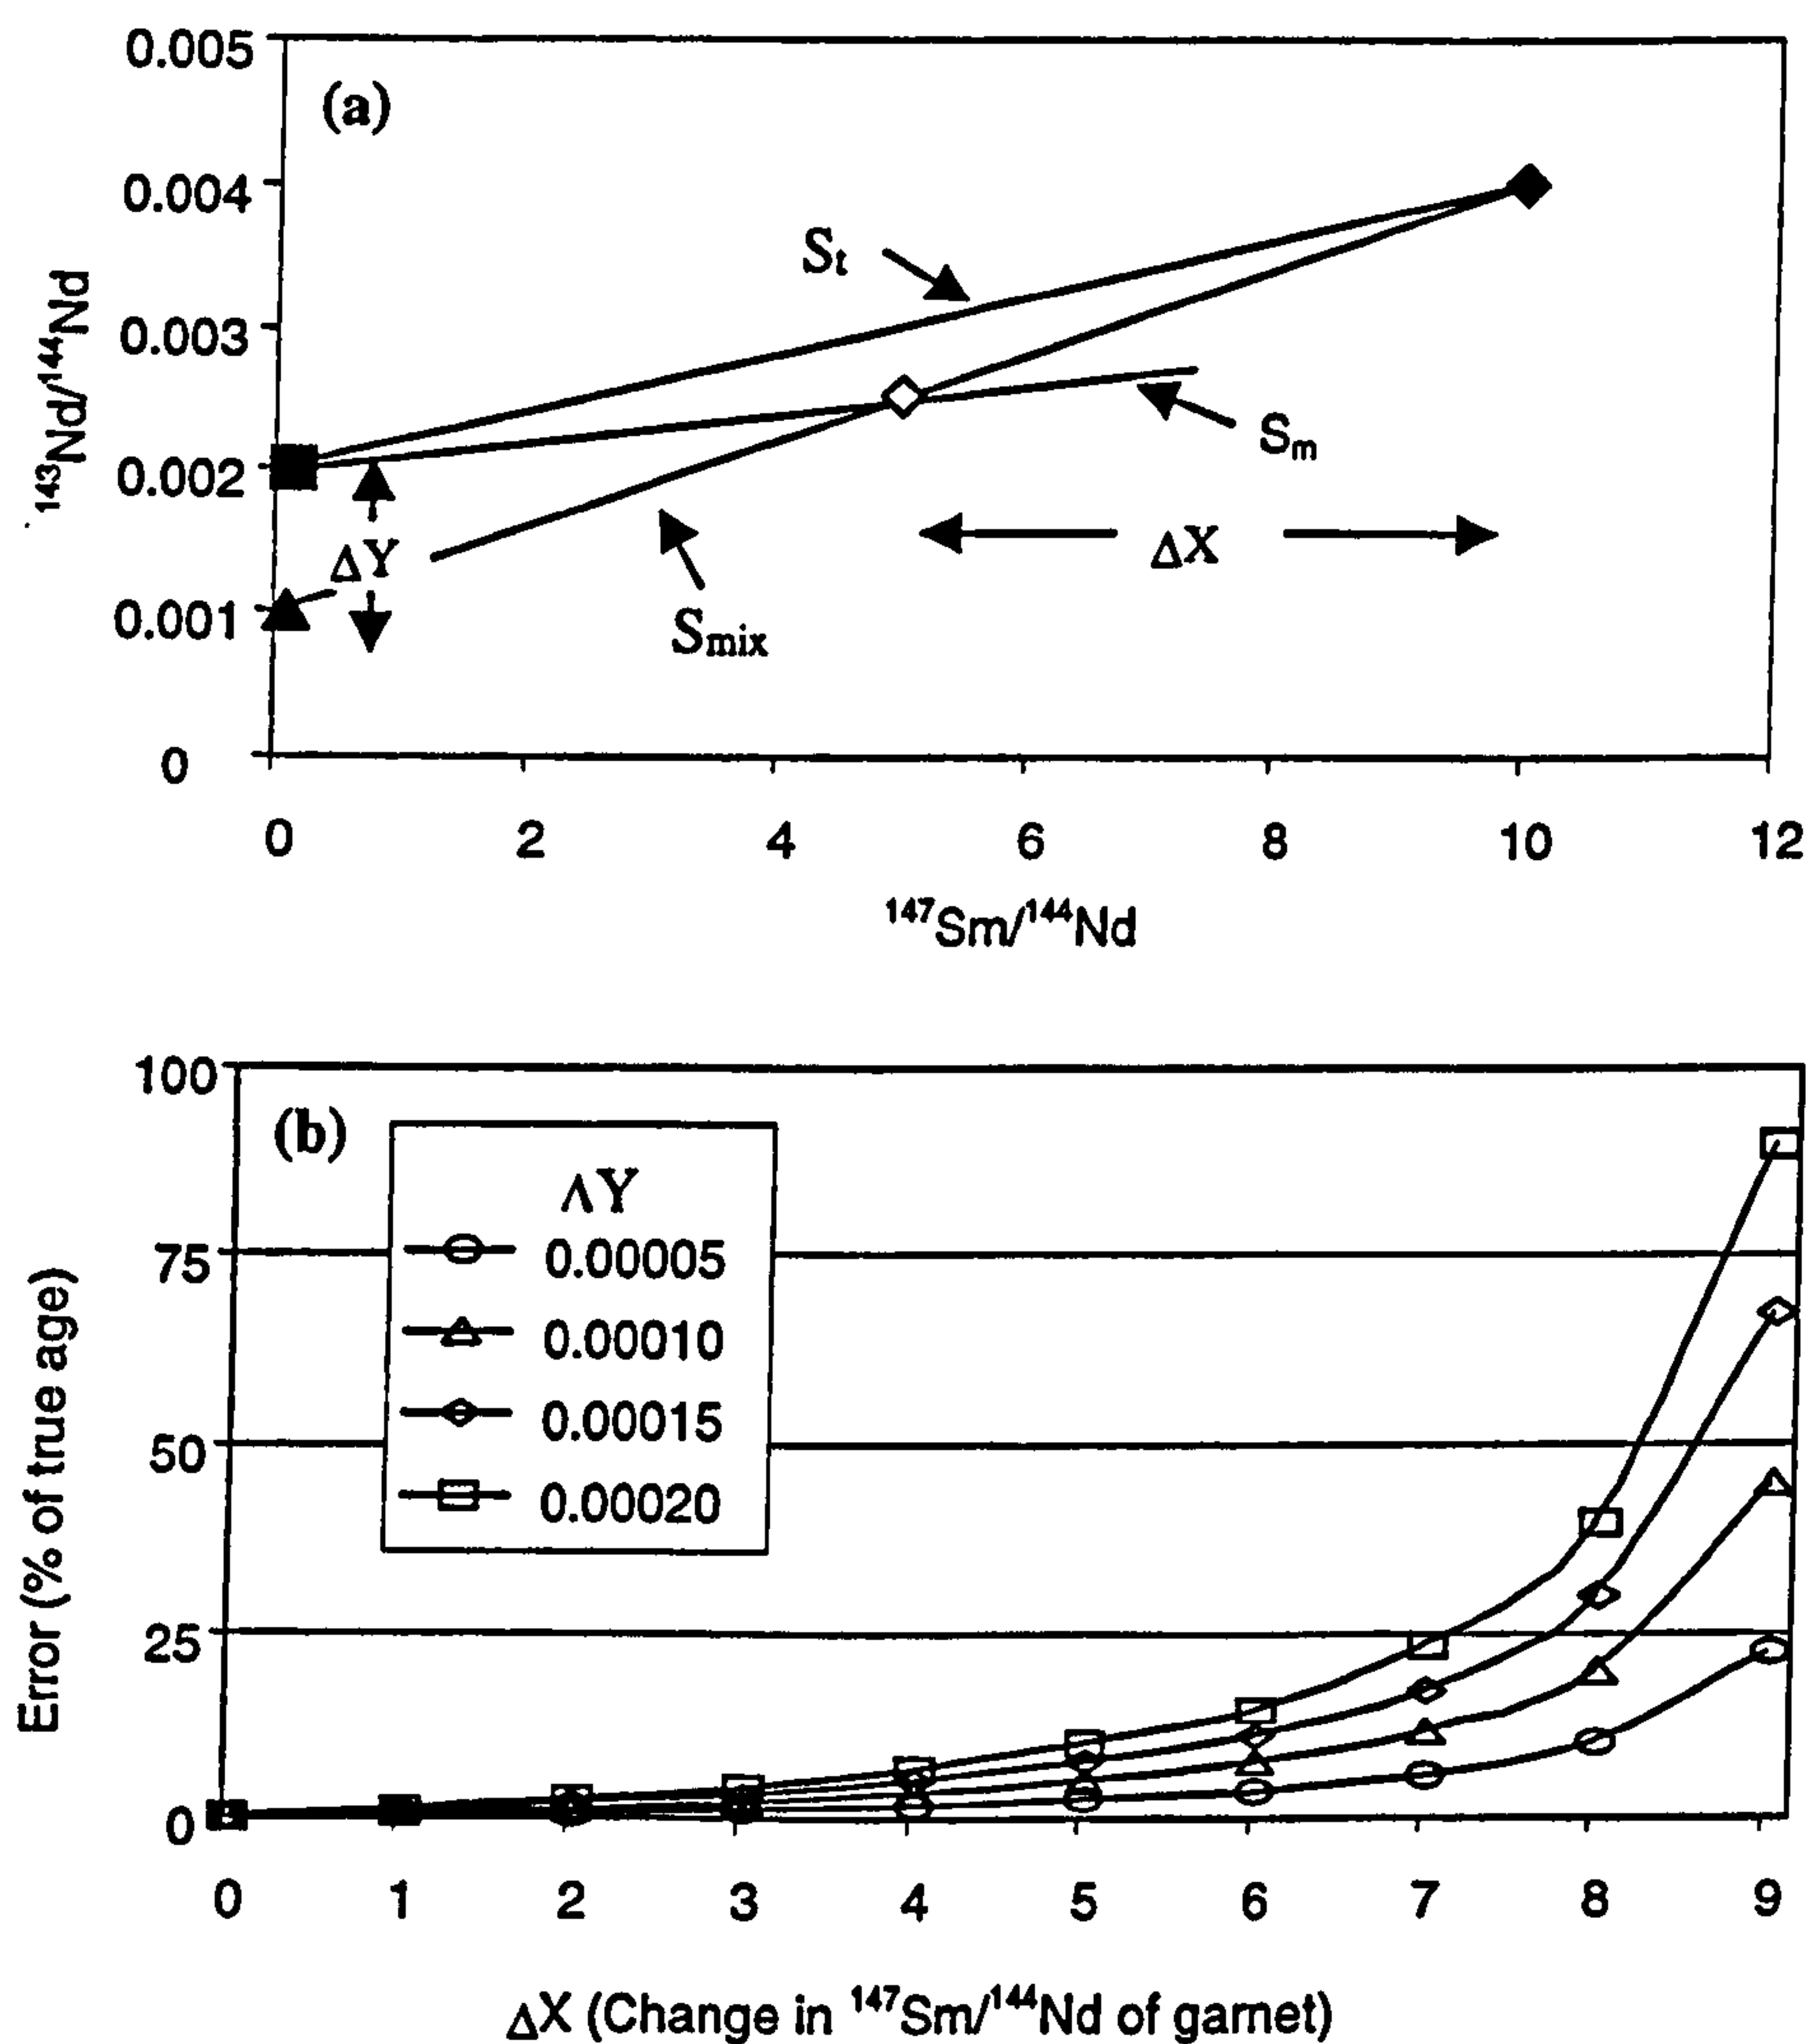 0.005
(a)
0.004
0.003
0.002
0.001
0
¹⁴³Nd/¹⁴⁴Nd
Sₜ
Sₘ
ΔY
ΔX
Smix
0 2 4 6 8 10 12
¹⁴⁷Sm/¹⁴⁴Nd
100
75
50
25
0
Error (% of true age)
(b)
ΛY
0.00005
0.00010
0.00015
0.00020
0 1 2 3 4 5 6 7 8 9
ΔX (Change in ¹⁴⁷Sm/¹⁴⁴Nd of garnet)